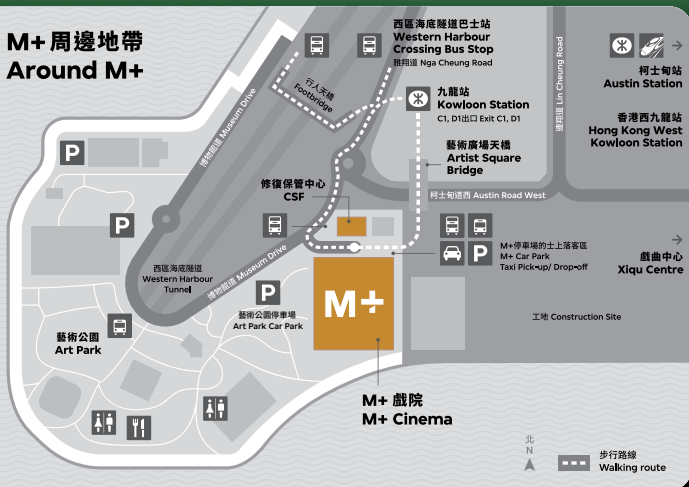 M+周邊地帶
Around M+
西區海底隧道巴士站
Western Harbour
Crossing Bus Stop
雅翔道 Nga Cheung Road
行人天橋
Footbridge
九龍站
Kowloon Station
C1, D1出口 Exit C1, D1
藝術廣場天橋
Artist Square
Bridge
連翔道 Lin Cheung Road
柯士甸站
Austin Station
香港西九龍站
Hong Kong West
Kowloon Station
博物館道 Museum Drive
P
修復保管中心
CSF
柯士甸道西 Austin Road West
P
P
M+停車場的士上落客區
M+ Car Park
Taxi Pick-up/ Drop-off
戲曲中心
Xiqu Centre
西區海底隧道
Western Harbour
Tunnel
博物館道 Museum Drive
P
藝術公園停車場
Art Park Car Park
M+
工地 Construction Site
藝術公園
Art Park
M+ 戲院
M+ Cinema
北
N
步行路線
Walking route